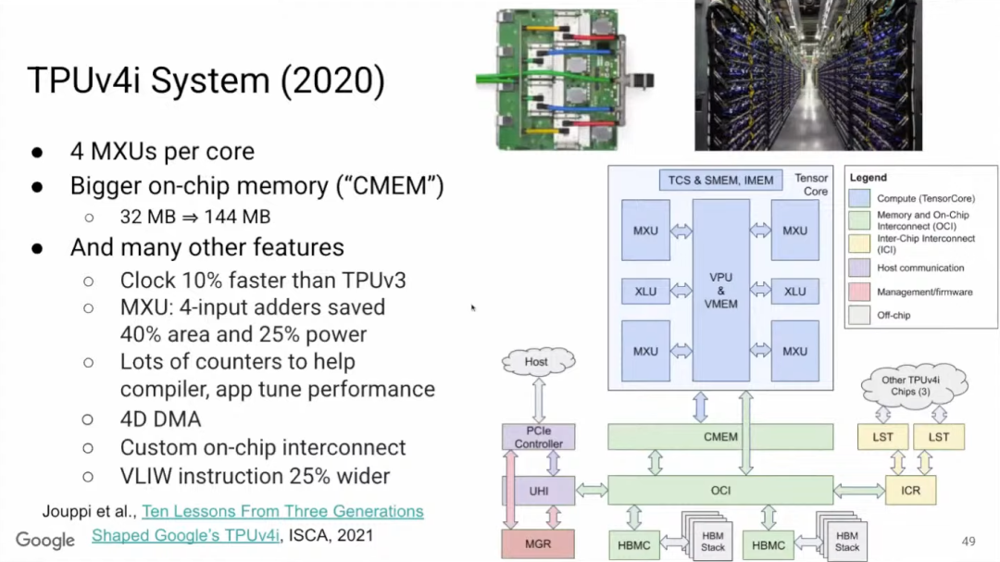 TPUv4i System (2020)
● 4 MXUs per core
● Bigger on-chip memory (“CMEM”)
○ 32 MB ⇒ 144 MB
● And many other features
○ Clock 10% faster than TPUv3
○ MXU: 4-input adders saved
40% area and 25% power
○ Lots of counters to help
compiler, app tune performance
○ 4D DMA
○ Custom on-chip interconnect
○ VLIW instruction 25% wider
Jouppi et al., Ten Lessons From Three Generations
Shaped Google’s TPUv4i, ISCA, 2021
Google
TCS & SMEM, IMEM
Tensor
Core
MXU
MXU
VPU
&
VMEM
XLU
XLU
MXU
MXU
Legend
Compute (TensorCore)
Memory and On-Chip
Interconnect (OCI)
Inter-Chip Interconnect
(ICI)
Host communication
Management/firmware
Off-chip
Host
Other TPUv4i
Chips (3)
PCIe
Controller
CMEM
LST
LST
UHI
OCI
ICR
MGR
HBMC
HBM
Stack
HBMC
HBM
Stack
49